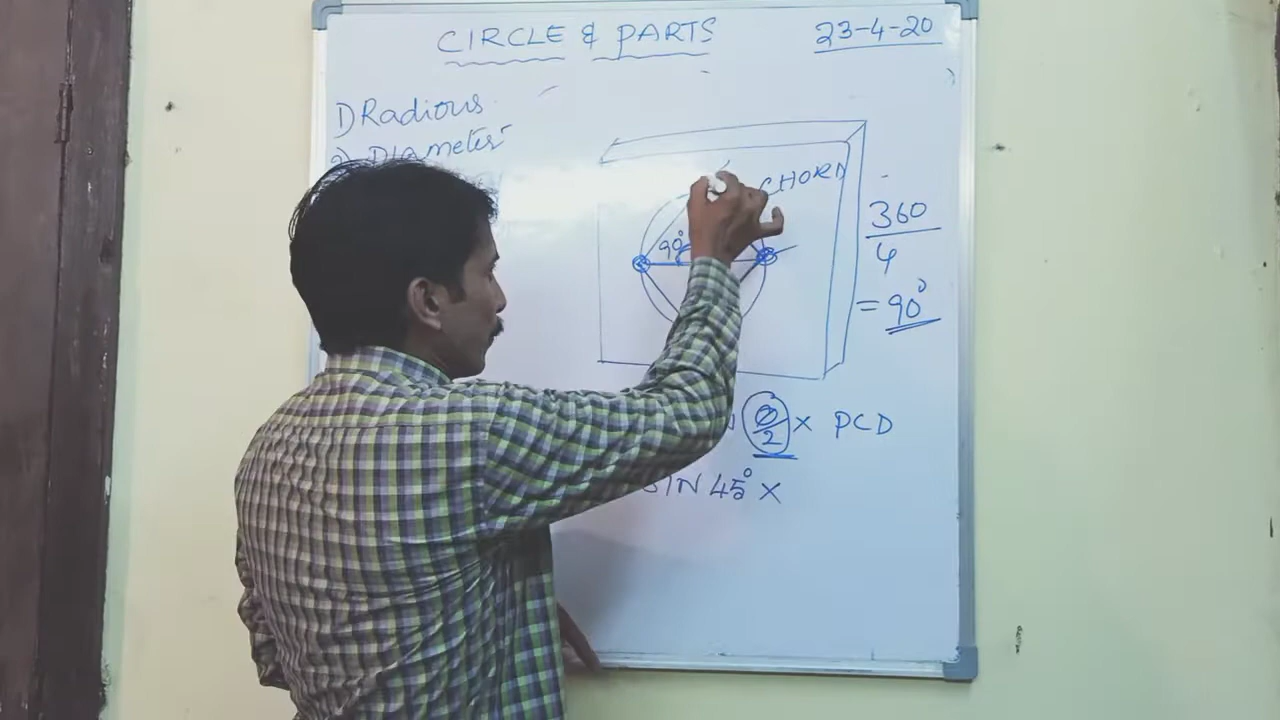 CIRCLE & PARTS
23-4-20
1) Radious
2) Diameter
CHORD
90°
360
4
= 90°
θ
2
× PCD
SIN 45° ×